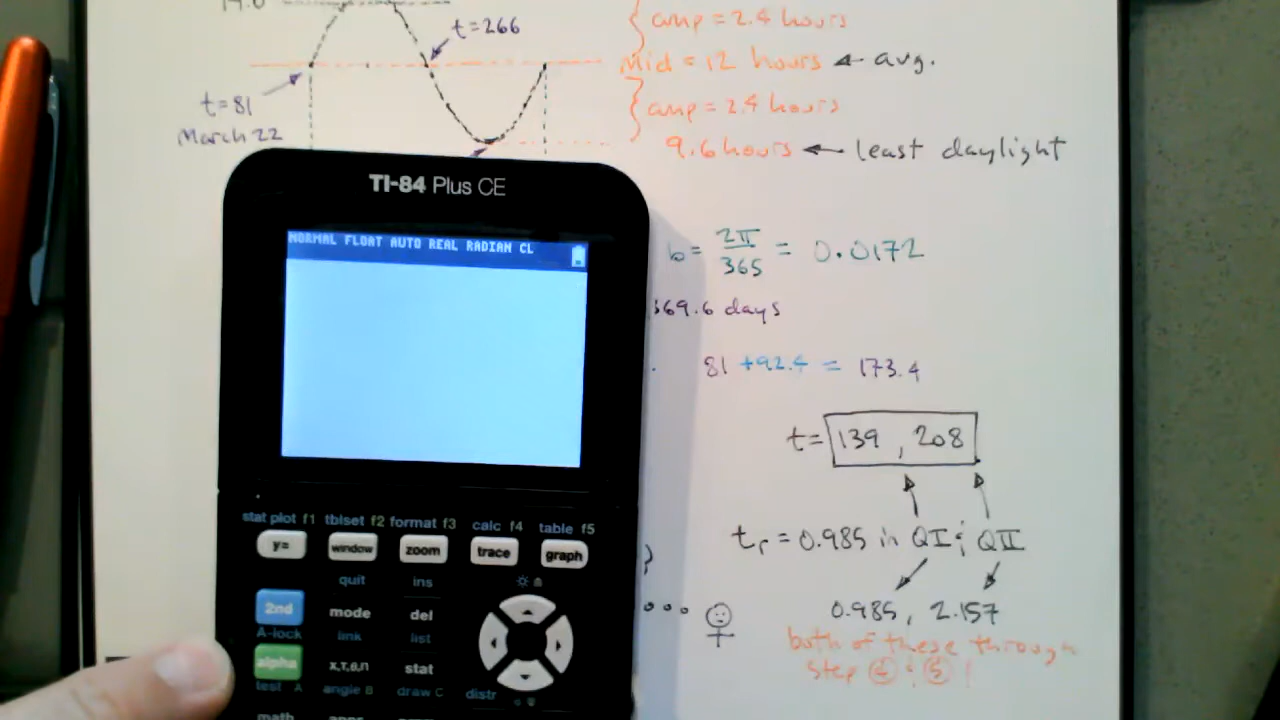 14.0
{ amp = 2.4 hours
t=266
mid = 12 hours ← avg.
t=81
March 22
} amp = 2.4 hours
9.6 hours ← least daylight
TI-84 Plus CE
NORMAL FLOAT AUTO REAL RADIAN CL
b = 2π/365 = 0.0172
369.6 days
81 +92.4 = 173.4
t= 139, 208
tr = 0.985 in QI ; QII
0.985, 2.157
both of these through
step ④ ; ⑤ !
stat plot f1 tblset f2 format f3 calc f4 table f5
y= window zoom trace graph
quit ins
2nd mode del
A-lock link list
alpha X,T,θ,n stat
test A angle B draw C distr
math